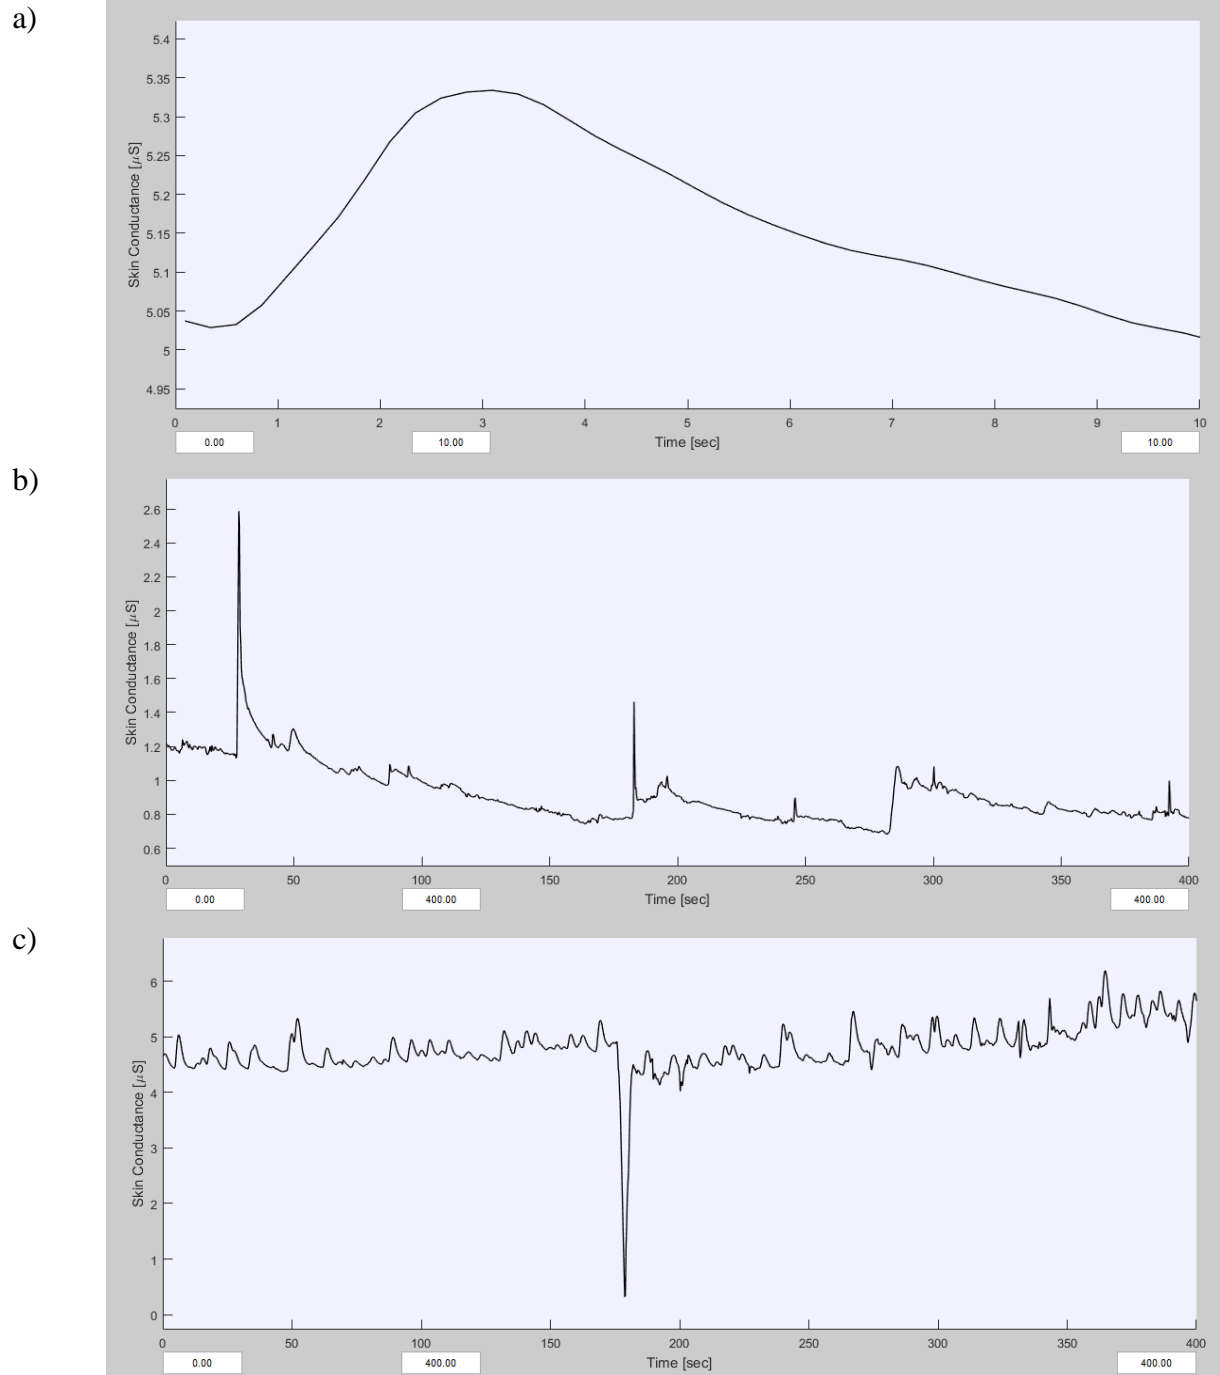 a)
5.4
5.35
5.3
5.25
5.2
5.15
5.1
5.05
5
4.95
Skin Conductance [μS]
0 1 2 3 4 5 6 7 8 9 10
Time [sec]
0.00 10.00 10.00
b)
2.6
2.4
2.2
2
1.8
1.6
1.4
1.2
1
0.8
0.6
Skin Conductance [μS]
0 50 100 150 200 250 300 350 400
Time [sec]
0.00 400.00 400.00
c)
6
5
4
3
2
1
0
Skin Conductance [μS]
0 50 100 150 200 250 300 350 400
Time [sec]
0.00 400.00 400.00